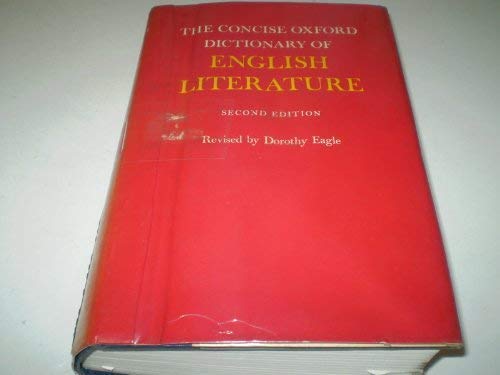 THE CONCISE OXFORD
DICTIONARY OF
ENGLISH
LITERATURE
SECOND EDITION
Revised by Dorothy Eagle